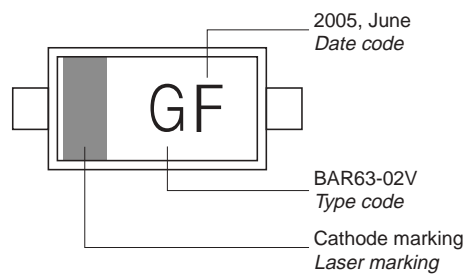 2005, June
Date code
GF
BAR63-02V
Type code
Cathode marking
Laser marking